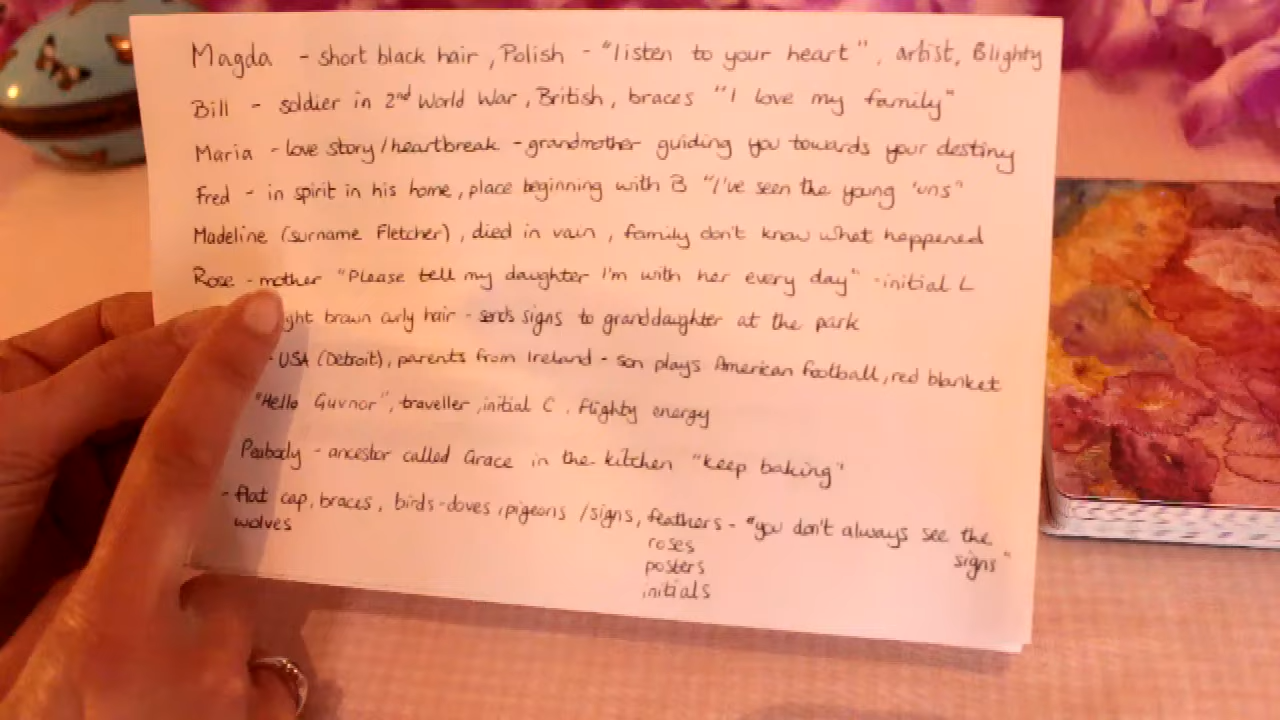 Magda - short black hair, Polish - "listen to your heart", artist, Blighty
Bill - soldier in 2nd World War, British, braces "I love my family"
Maria - love story/heartbreak - grandmother guiding you towards your destiny
Fred - in spirit in his home, place beginning with B "I've seen the young 'uns"
Madeline (surname Fletcher), died in vain, family don't know what happened
Rose - mother "Please tell my daughter I'm with her every day" - initial L
brown curly hair - sends signs to granddaughter at the park
- USA (Detroit), parents from Ireland - son plays American football, red blanket
"Hello Guvnor", traveller, initial C, flighty energy
Peabody - ancestor called Grace in the kitchen "keep baking"
- flat cap, braces, birds-doves, pigeons /signs, feathers - "you don't always see the
wolves
roses
signs"
posters
initials